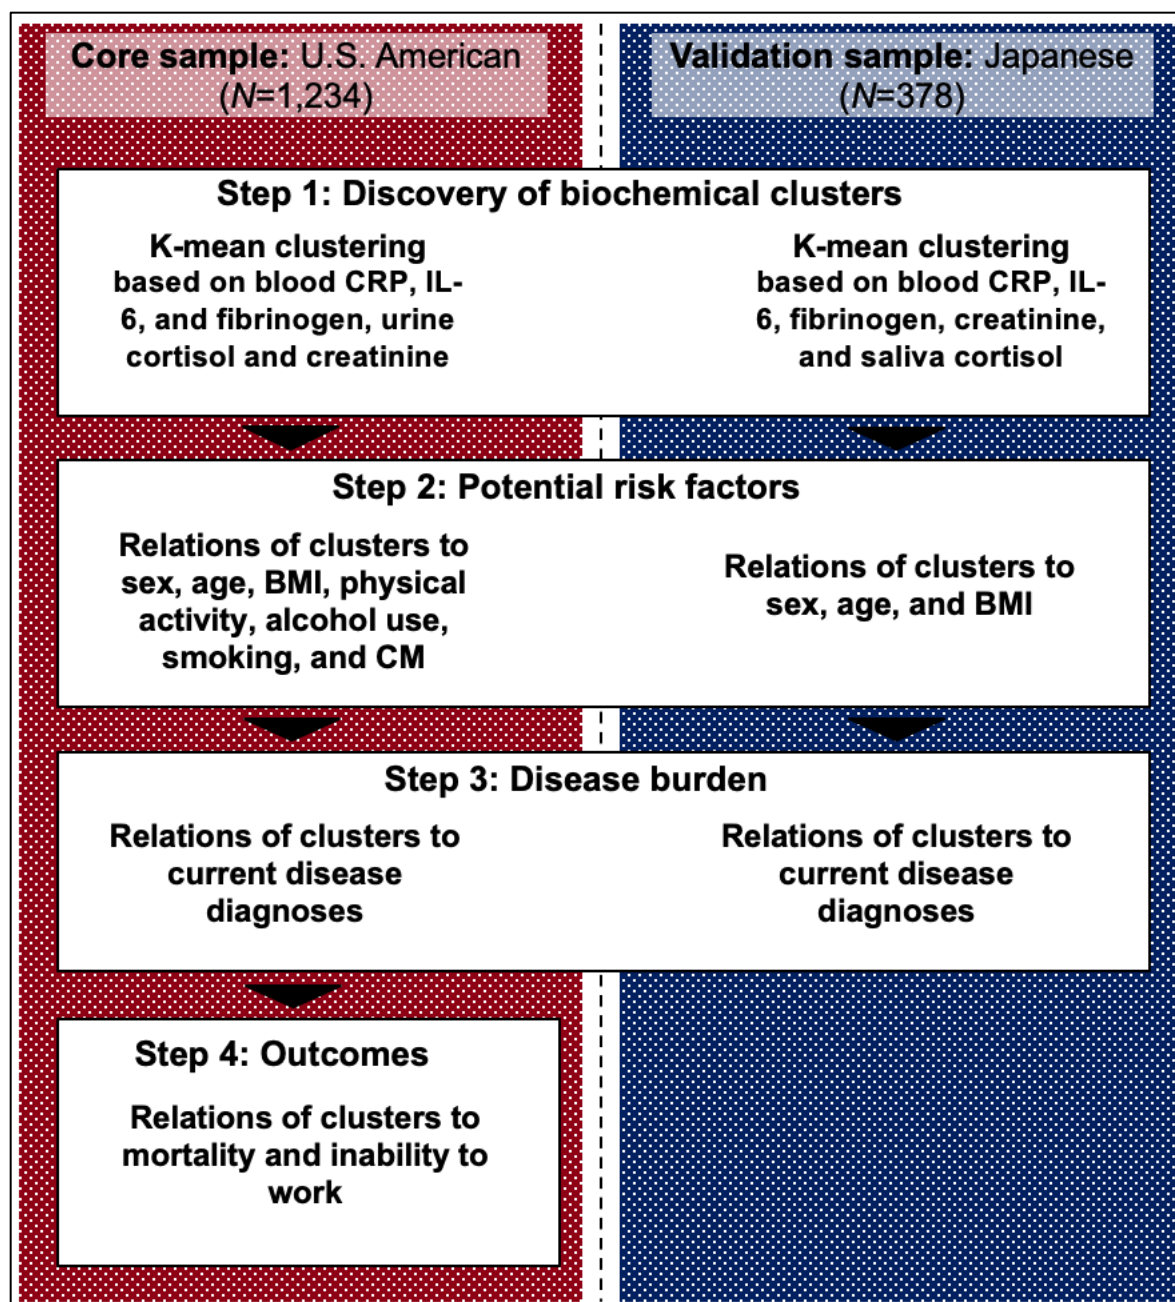 Core sample: U.S. American
(N=1,234)
Validation sample: Japanese
(N=378)
Step 1: Discovery of biochemical clusters
K-mean clustering
based on blood CRP, IL-
6, and fibrinogen, urine
cortisol and creatinine
K-mean clustering
based on blood CRP, IL-
6, fibrinogen, creatinine,
and saliva cortisol
Step 2: Potential risk factors
Relations of clusters to
sex, age, BMI, physical
activity, alcohol use,
smoking, and CM
Relations of clusters to
sex, age, and BMI
Step 3: Disease burden
Relations of clusters to
current disease
diagnoses
Relations of clusters to
current disease
diagnoses
Step 4: Outcomes
Relations of clusters to
mortality and inability to
work